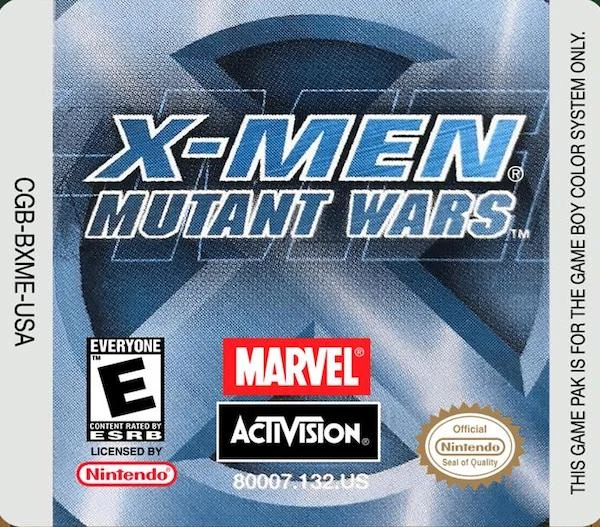 X-MEN®
MUTANT WARS™
CGB-BXME-USA
THIS GAME PAK IS FOR THE GAME BOY COLOR SYSTEM ONLY.
EVERYONE
TM
E
CONTENT RATED BY
ESRB
LICENSED BY
Nintendo®
MARVEL®
ACTIVISION®
80007.132.US
Official
Nintendo
Seal of Quality